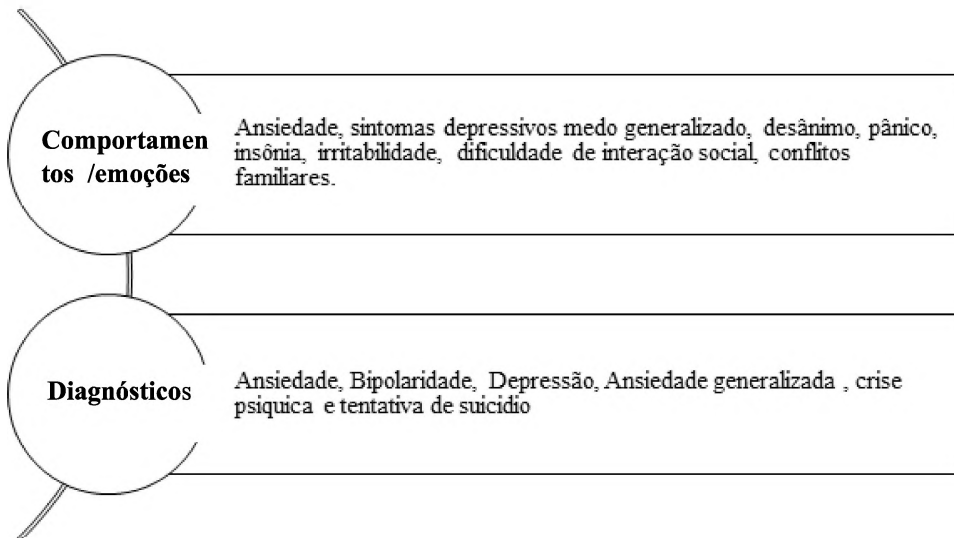 Comportamen
tos /emoções
Ansiedade, sintomas depressivos medo generalizado, desânimo, pânico,
insônia, irritabilidade, dificuldade de interação social, conflitos
familiares.
Diagnósticos
Ansiedade, Bipolaridade, Depressão, Ansiedade generalizada , crise
psiquica e tentativa de suicidio